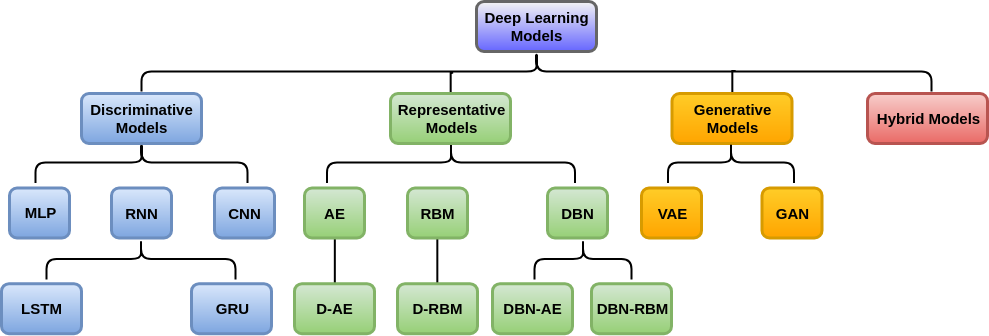 Deep Learning
Models
Discriminative
Models
Representative
Models
Generative
Models
Hybrid Models
MLP
RNN
CNN
AE
RBM
DBN
VAE
GAN
LSTM
GRU
D-AE
D-RBM
DBN-AE
DBN-RBM